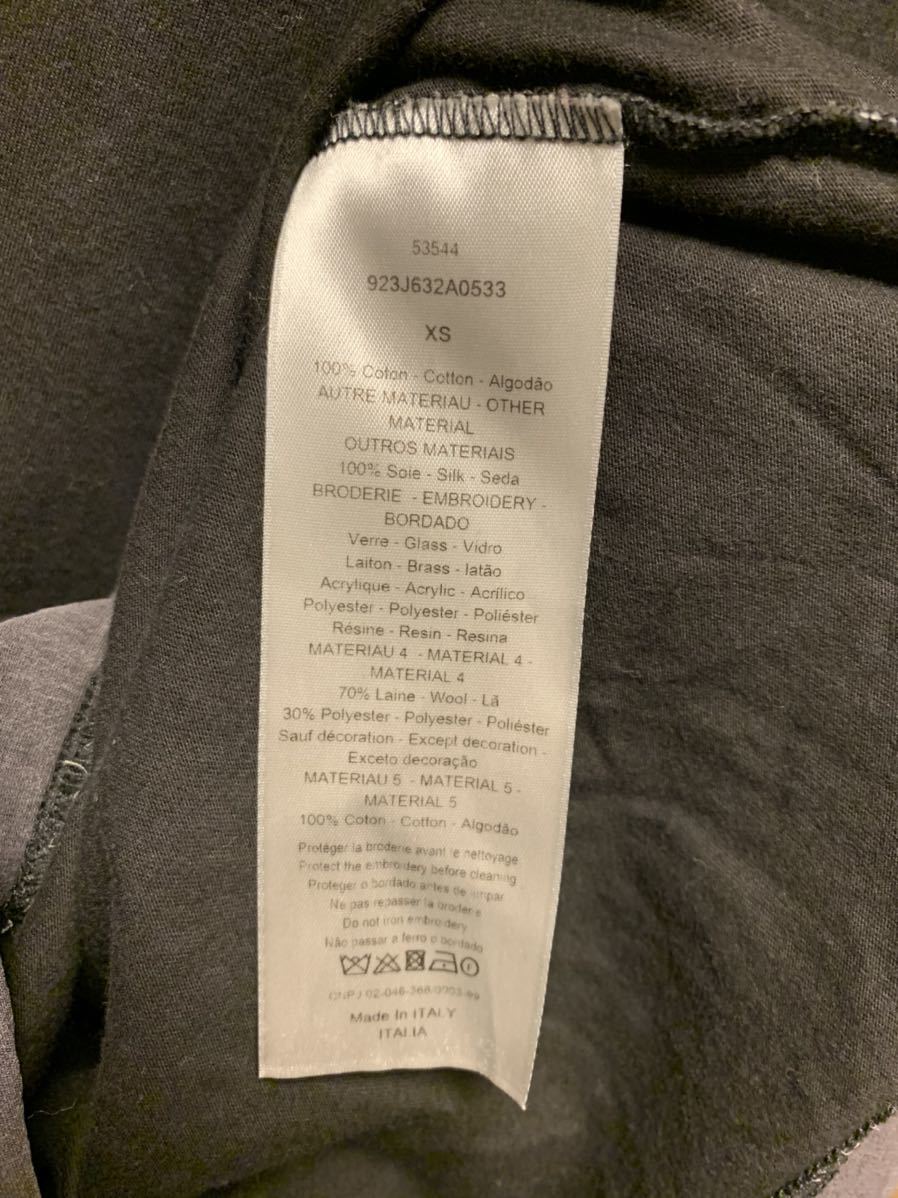 53544
923J632A0533
XS
100% Coton - Cotton - Algodão
AUTRE MATERIAU - OTHER
MATERIAL
OUTROS MATERIAIS
100% Soie - Silk - Seda
BRODERIE - EMBROIDERY -
BORDADO
Verre - Glass - Vidro
Laiton - Brass - latão
Acrylique - Acrylic - Acrílico
Polyester - Polyester - Poliéster
Résine - Resin - Resina
MATERIAU 4 - MATERIAL 4 -
MATERIAL 4
70% Laine - Wool - Lã
30% Polyester - Polyester - Poliéster
Sauf décoration - Except decoration -
Exceto decoração
MATERIAU 5 - MATERIAL 5 -
MATERIAL 5
100% Coton - Cotton - Algodão
Protéger la broderie avant le nettoyage
Protect the embroidery before cleaning
Proteger o bordado antes de limpar
Ne pas repasser la broderie
Do not iron embroidery
Não passar a ferro o bordado
Made In ITALY
ITALIA